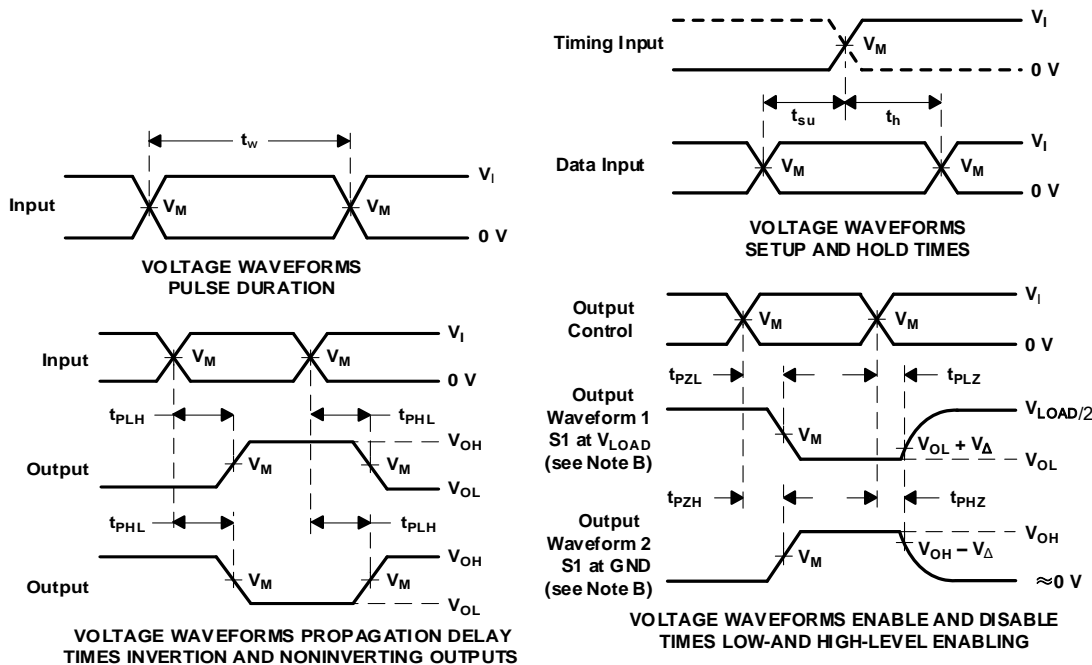 t_w
Input
V_M
V_M
V_I
0 V
VOLTAGE WAVEFORMS
PULSE DURATION
Timing Input
V_M
V_I
0 V
t_su
t_h
Data Input
V_M
V_M
V_I
0 V
VOLTAGE WAVEFORMS
SETUP AND HOLD TIMES
Input
V_M
V_M
V_I
0 V
t_PLH
t_PHL
Output
V_M
V_M
V_OH
V_OL
t_PHL
t_PLH
Output
V_M
V_M
V_OH
V_OL
VOLTAGE WAVEFORMS PROPAGATION DELAY
TIMES INVERTION AND NONINVERTING OUTPUTS
Output
Control
V_M
V_M
V_I
0 V
t_PZL
t_PLZ
Output
Waveform 1
S1 at V_LOAD
(see Note B)
V_M
V_LOAD/2
V_OL + V_Δ
V_OL
t_PZH
t_PHZ
Output
Waveform 2
S1 at GND
(see Note B)
V_M
V_OH
V_OH – V_Δ
≈0 V
VOLTAGE WAVEFORMS ENABLE AND DISABLE
TIMES LOW-AND HIGH-LEVEL ENABLING